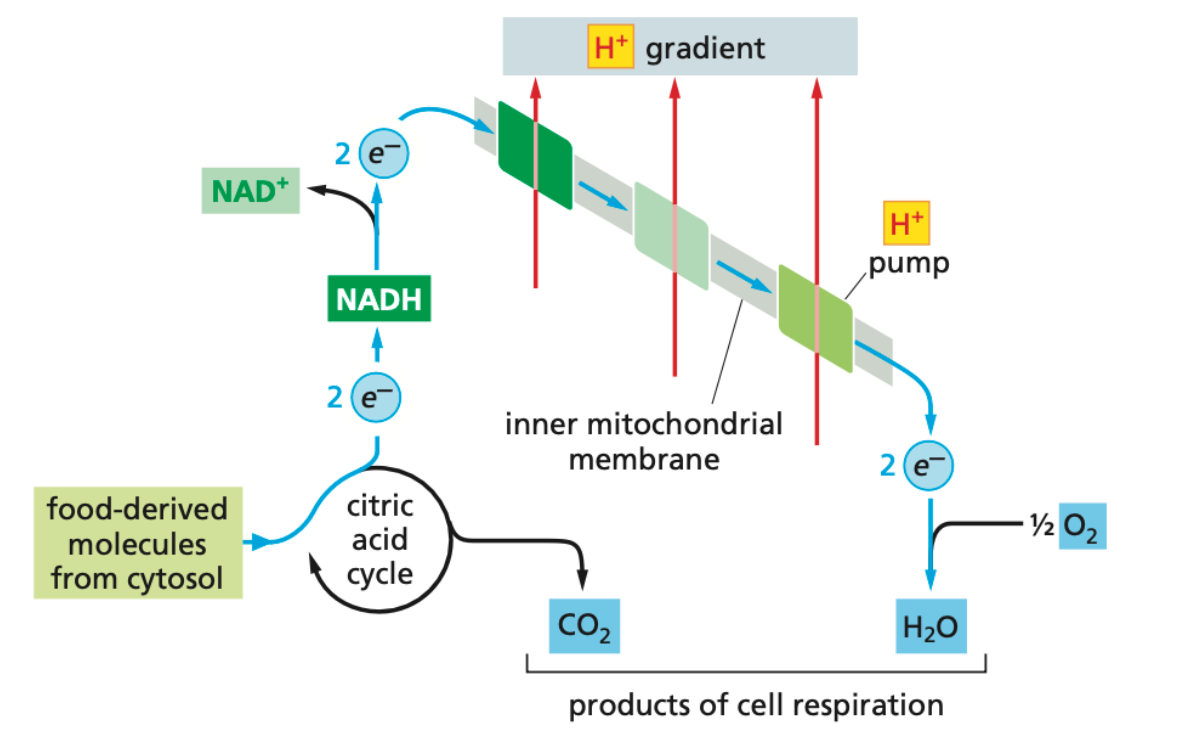 H⁺ gradient
2 e⁻
NAD⁺
H⁺
pump
NADH
2 e⁻
inner mitochondrial
membrane
2 e⁻
food-derived
molecules
from cytosol
citric
acid
cycle
½ O₂
CO₂
H₂O
products of cell respiration